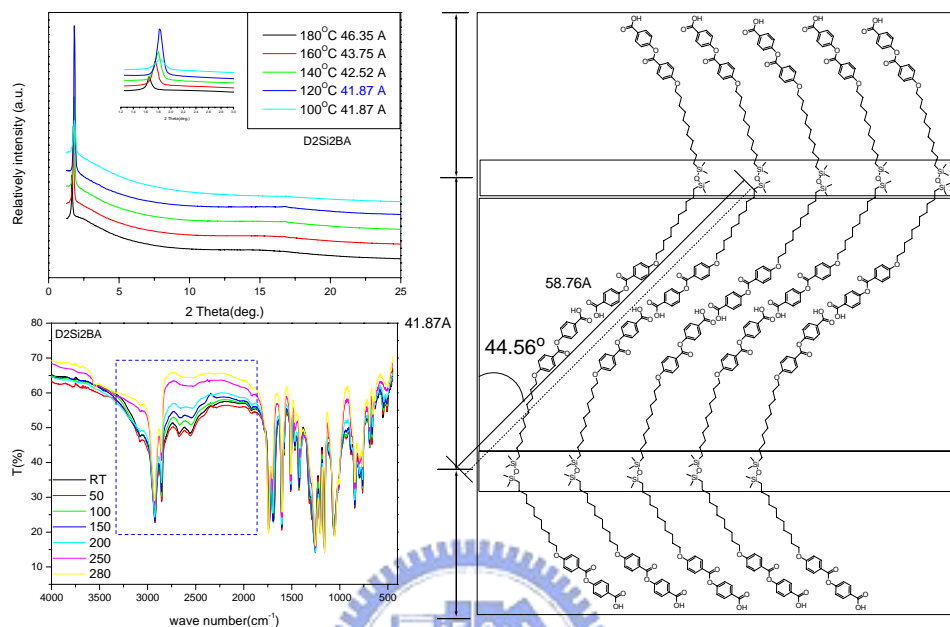 180°C 46.35 A
160°C 43.75 A
140°C 42.52 A
120°C 41.87 A
100°C 41.87 A
D2Si2BA
Relatively intensity (a.u.)
2 Theta(deg.)
0 5 10 15 20 25
2 Theta(deg.)
D2Si2BA
T(%)
80
70
60
50
40
30
20
10
RT
50
100
150
200
250
280
4000 3500 3000 2500 2000 1500 1000 500
wave number(cm-1)
41.87A
58.76A
44.56°